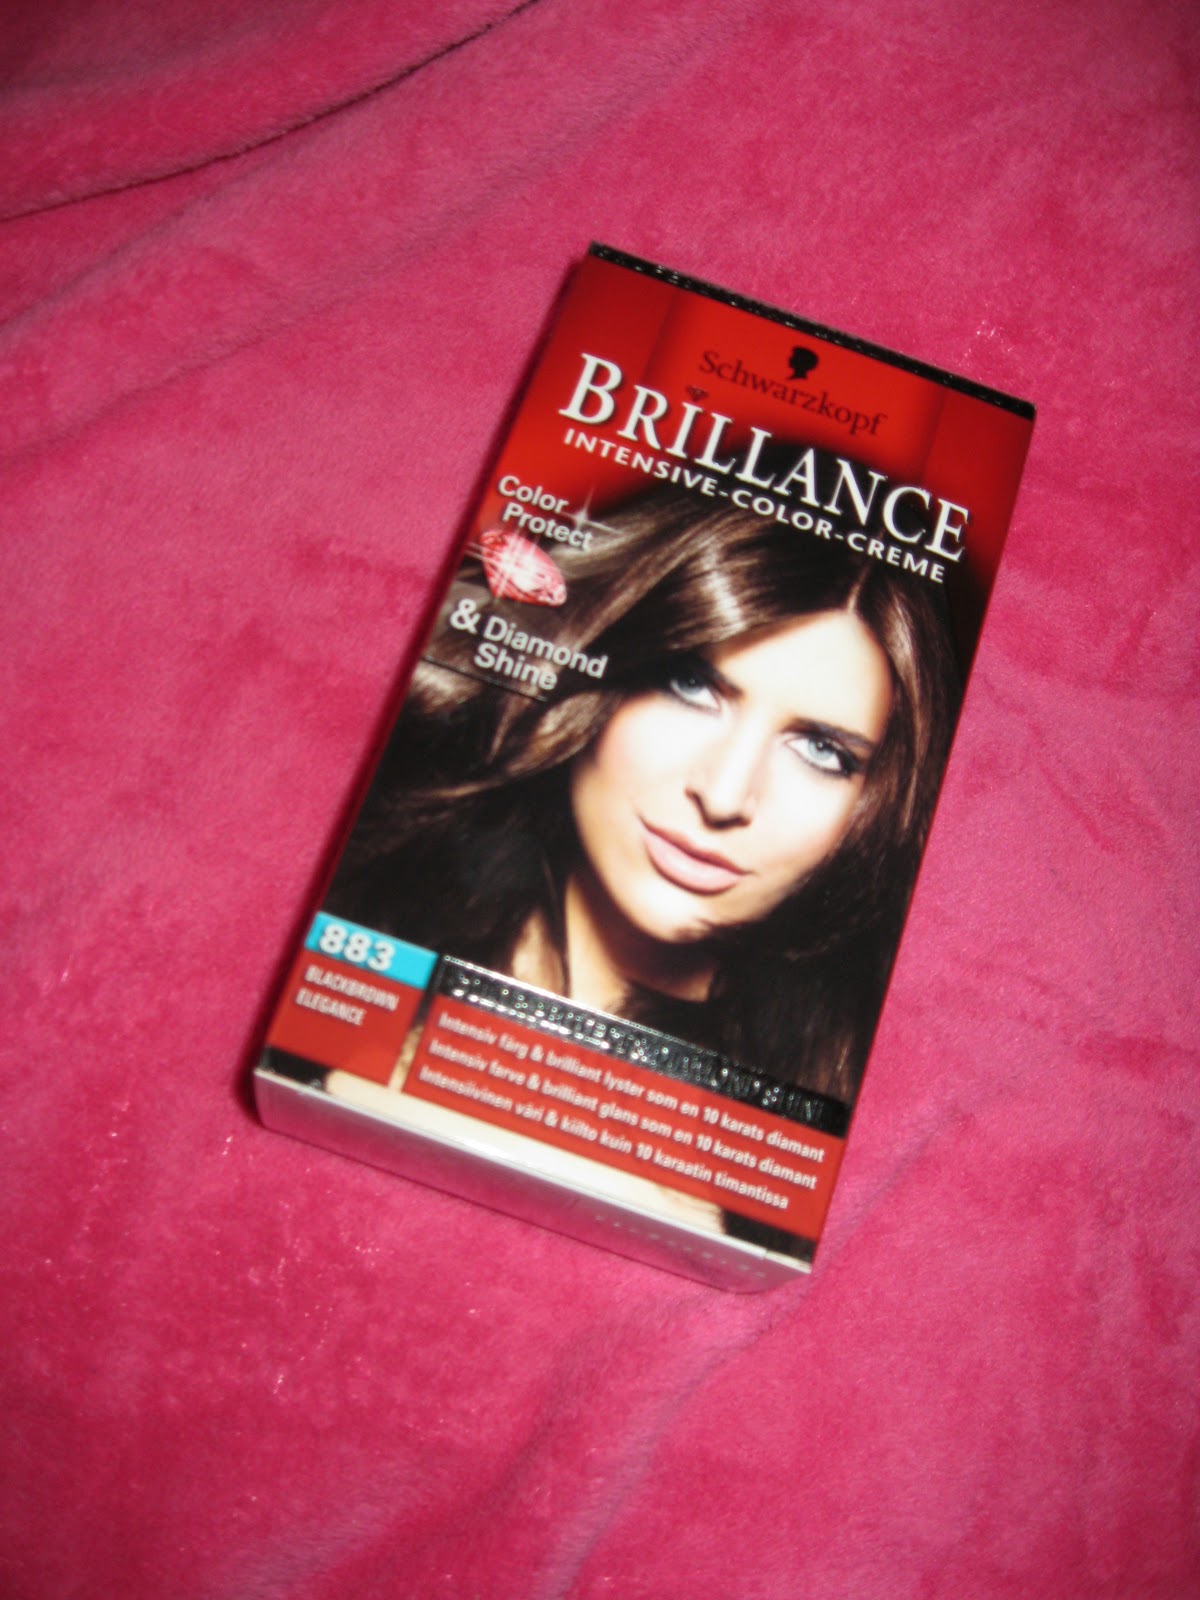 Schwarzkopf
BRILLANCE
INTENSIVE-COLOR-CREME
Color
Protect
& Diamond
Shine
883
BLACKBROWN
ELEGANCE
Intensiv färg & brilliant lyster som en 10 karats diamant
Intensiv farve & brilliant glans som en 10 karats diamant
Intensiivinen väri & kiilto kuin 10 karaatin timantissa